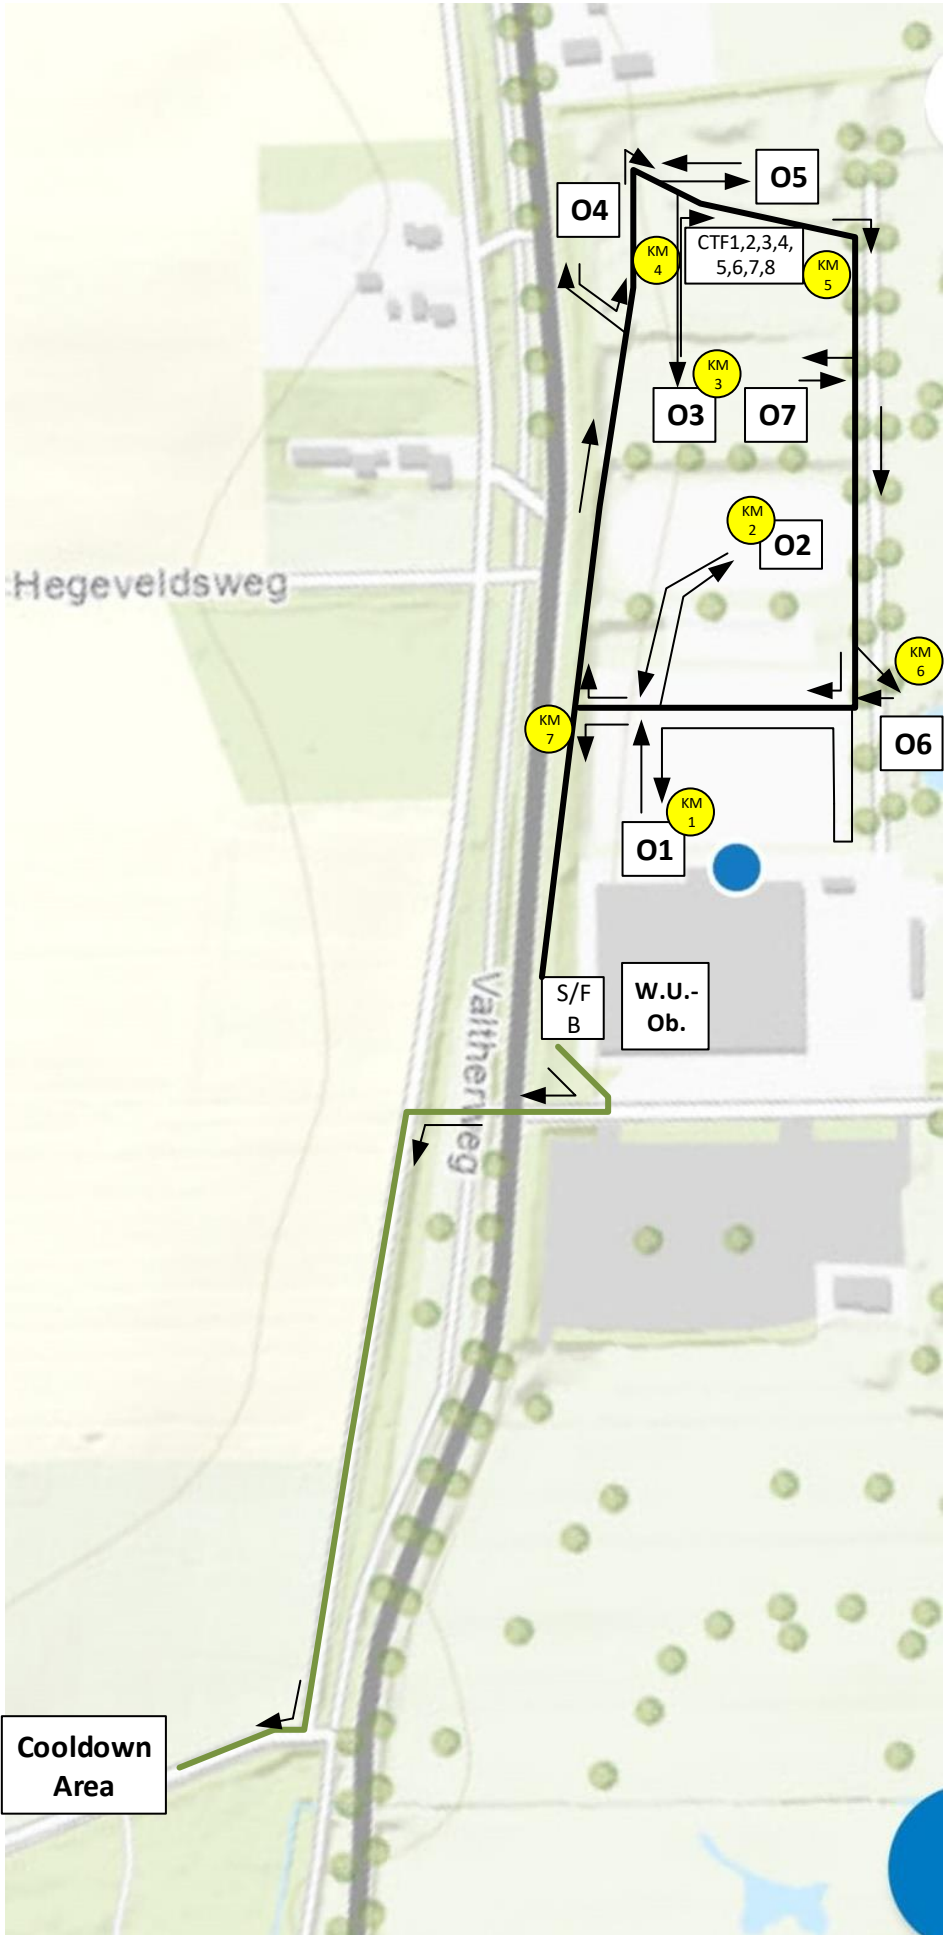 O5
O4
CTF1,2,3,4,
5,6,7,8
KM
4
KM
5
KM
3
O3
O7
KM
2
O2
Hegeveldsweg
KM
6
KM
7
O6
KM
1
O1
Valtherweg
S/F
B
W.U.-
Ob.
Cooldown
Area